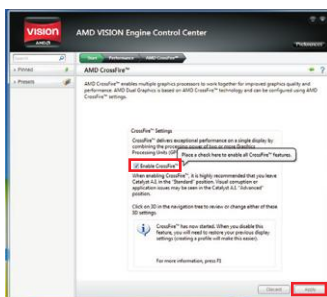 VISION
AMD
AMD VISION Engine Control Center
Preferences
Search
Start
Performance
AMD CrossFire™
Pinned
Presets
AMD CrossFire™
AMD CrossFire™ enables multiple graphics processors to work together for improved graphics quality and
performance. AMD Dual Graphics is based on AMD CrossFire™ technology and can be configured using AMD
CrossFire™ settings.
CrossFire™ Settings
CrossFire™ delivers exceptional performance on a single display by
combining the processing power of two or more Graphics
Processing Units (GP
Place a check here to enable all CrossFire™ features.
Enable CrossFire™
When enabling CrossFire™, it is highly recommended that you leave
Catalyst A.I. in the "Standard" position. Visual corruption or
application issues may be seen in the Catalyst A.I. "Advanced"
position.
Click on 3D in the navigation tree to review or change either of these
3D settings.
CrossFire™ has now started. When you disable this
feature, you will need to restore your previous display
settings (creating a profile will make this easier).
For more information, press F1
Discard
Apply